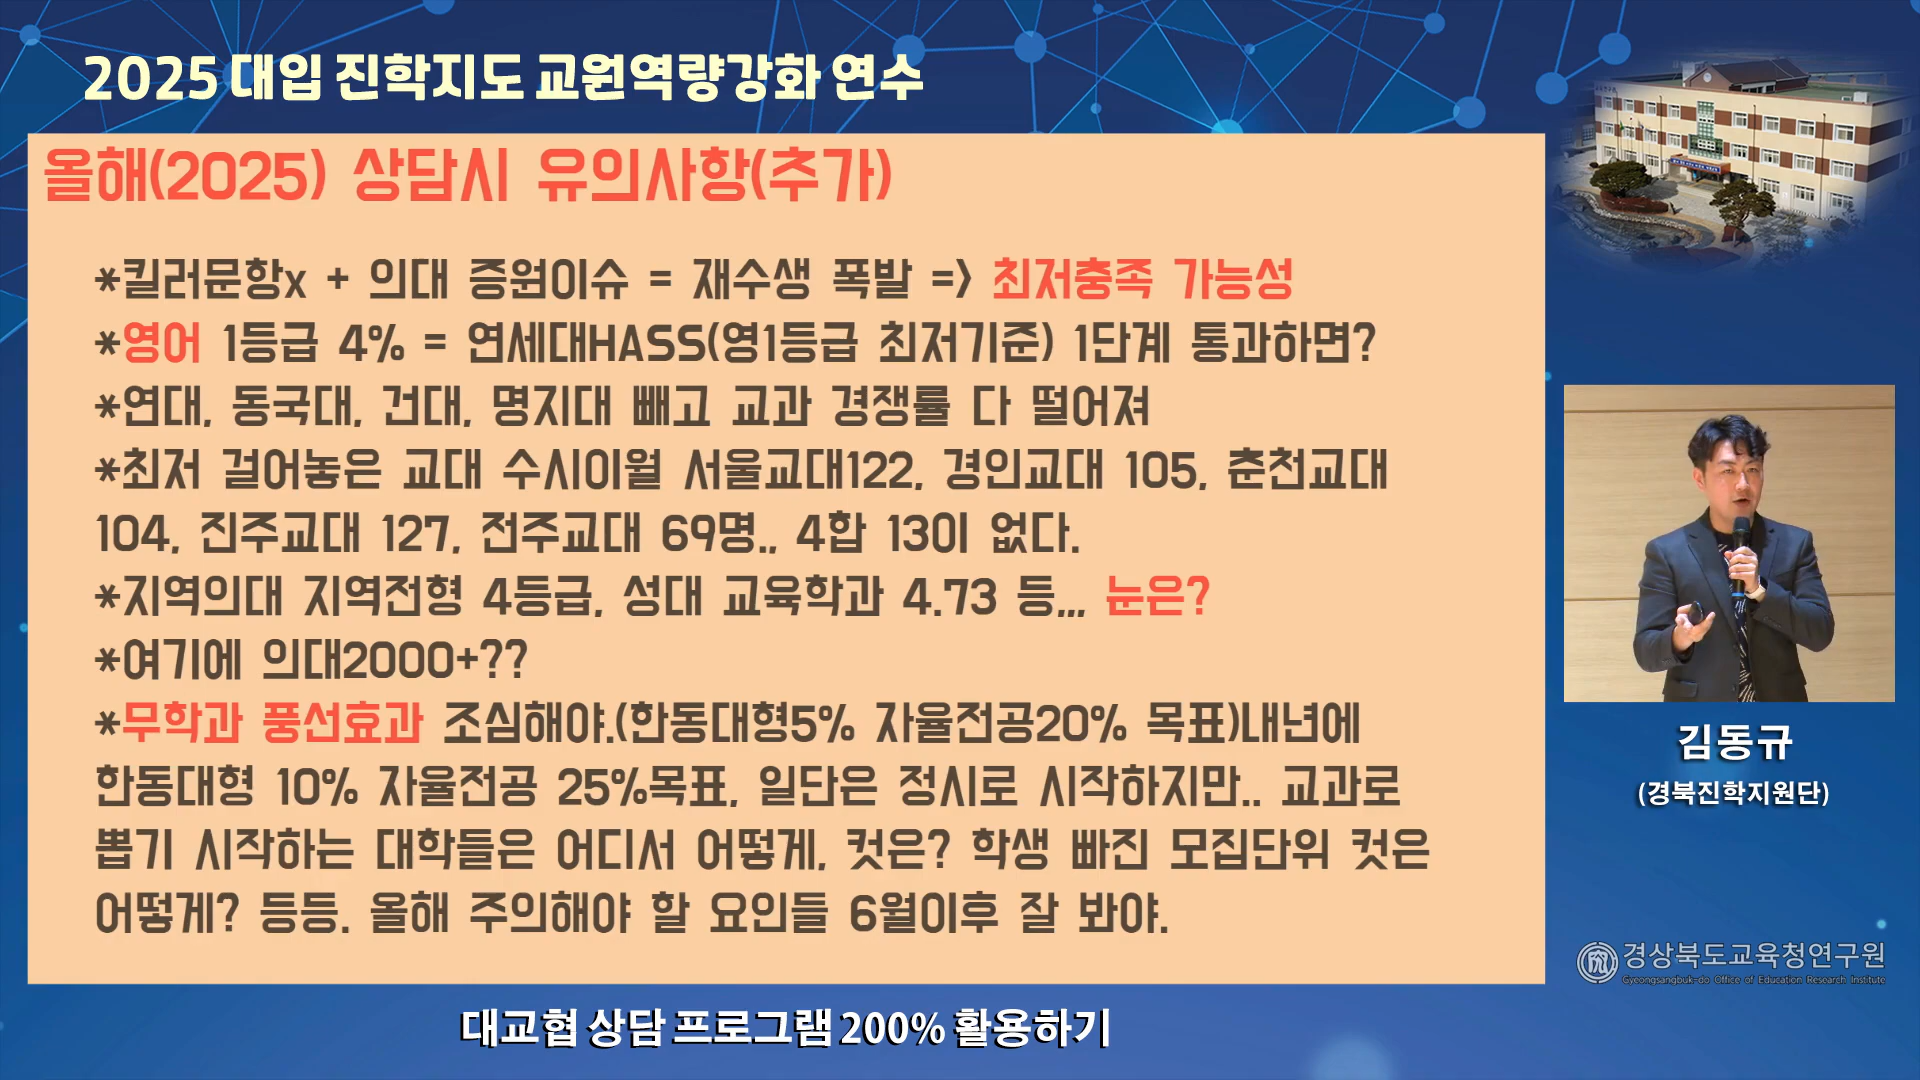 2025 대입 진학지도 교원역량강화 연수
올해(2025) 상담시 유의사항(추가)
*킬러문항x + 의대 증원이슈 = 재수생 폭발 => 최저충족 가능성
*영어 1등급 4% = 연세대HASS(영1등급 최저기준) 1단계 통과하면?
*연대, 동국대, 건대, 명지대 빼고 교과 경쟁률 다 떨어져
*최저 걸어놓은 교대 수시이월 서울교대122, 경인교대 105, 춘천교대
104, 진주교대 127, 전주교대 69명., 4합 13이 없다.
*지역의대 지역전형 4등급, 성대 교육학과 4.73 등,,, 눈은?
*여기에 의대2000+??
*무학과 풍선효과 조심해야.(한동대형5% 자율전공20% 목표)내년에
한동대형 10% 자율전공 25%목표, 일단은 정시로 시작하지만.. 교과로
뽑기 시작하는 대학들은 어디서 어떻게, 컷은? 학생 빠진 모집단위 컷은
어떻게? 등등. 올해 주의해야 할 요인들 6월이후 잘 봐야.
김동규
(경북진학지원단)
경상북도교육청연구원
Gyeongsangbuk-do Office of Education Research Institute
대교협 상담 프로그램 200% 활용하기